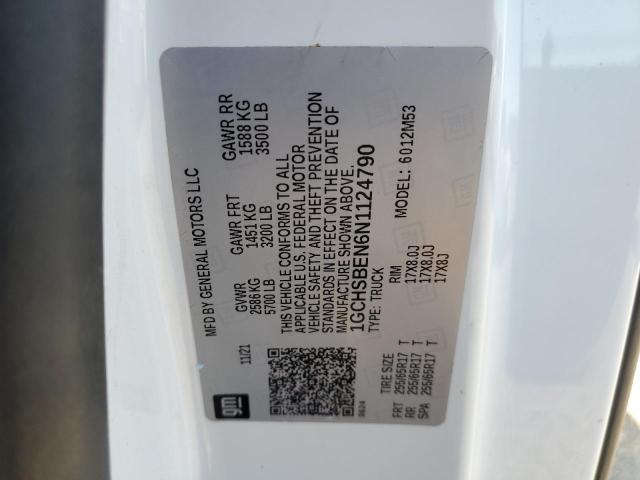 MFD BY GENERAL MOTORS LLC
11/21
GVWR
2586 KG
5700 LB
GAWR FRT
1451 KG
3200 LB
GAWR RR
1588 KG
3500 LB
THIS VEHICLE CONFORMS TO ALL
APPLICABLE U.S. FEDERAL MOTOR
VEHICLE SAFETY AND THEFT PREVENTION
STANDARDS IN EFFECT ON THE DATE OF
MANUFACTURE SHOWN ABOVE.
1GCHSBEN6N1124790
TYPE: TRUCK MODEL: 6012M53
gm
TIRE SIZE RIM
FRT 255/65R17 T 17X8.0J
RR 255/65R17 T 17X8.0J
SPA 255/65R17 T 17X8J